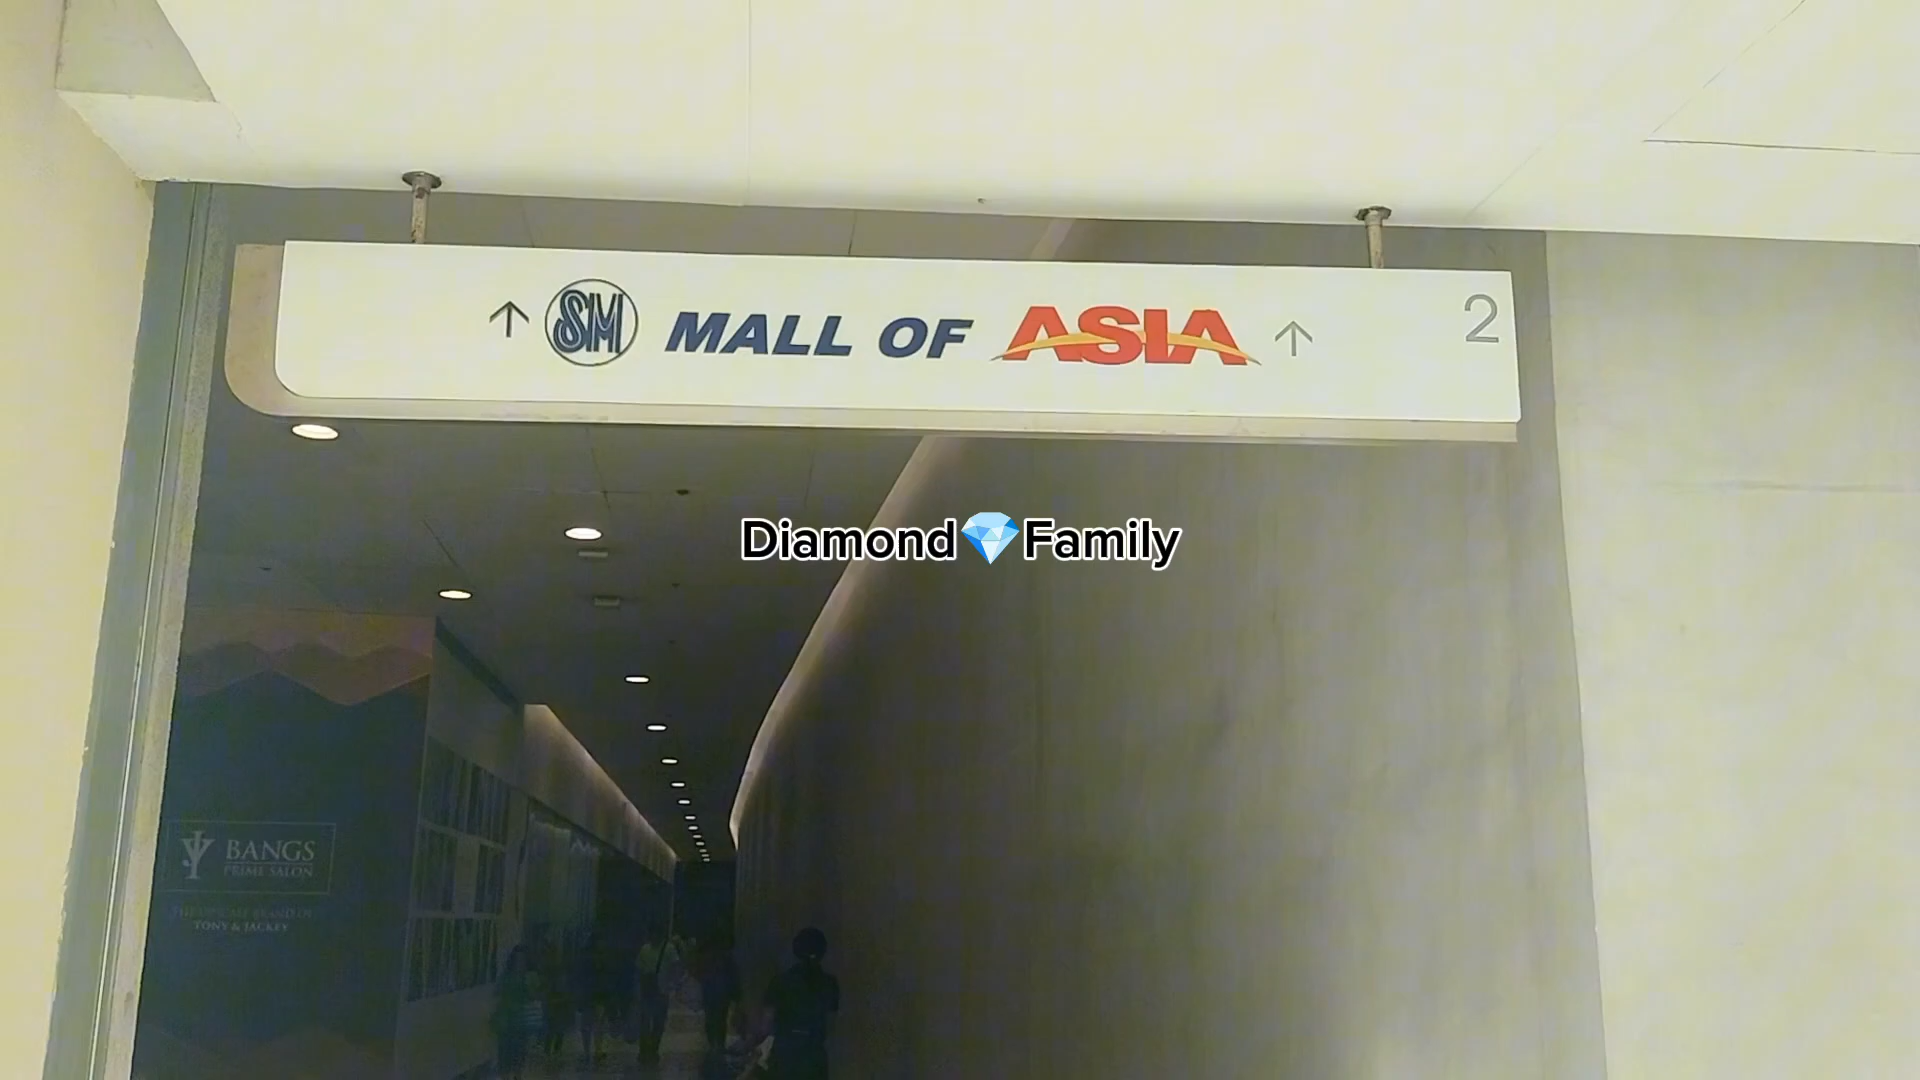 ↑ SM MALL OF ASIA ↑ 2
Diamond💎Family
BANGS
PRIME SALON
TONY & JACKEY